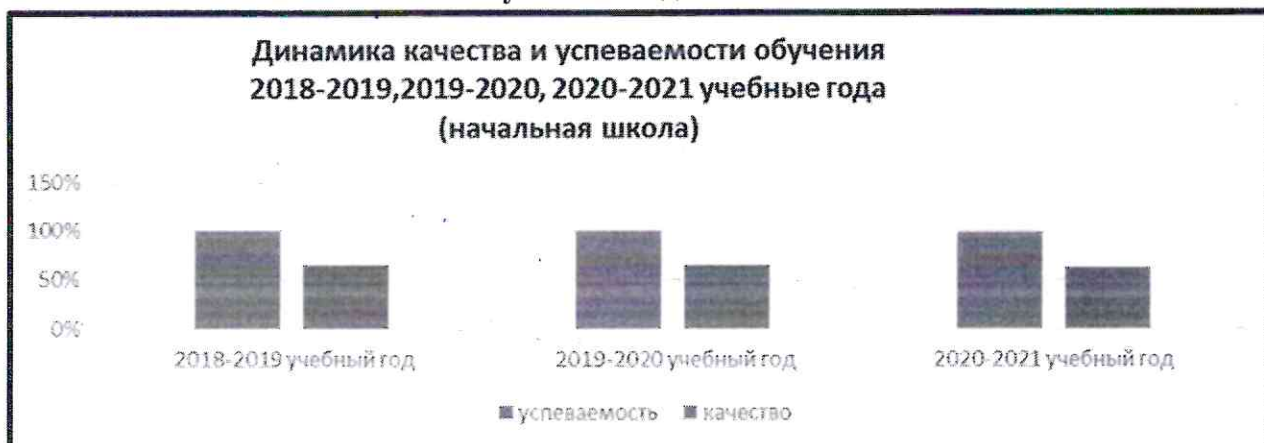 Динамика качества и успеваемости обучения
2018-2019,2019-2020, 2020-2021 учебные года
(начальная школа)
150%
100%
50%
0%
2018-2019 учебный год
2019-2020 учебный год
2020-2021 учебный год
успеваемость
качество